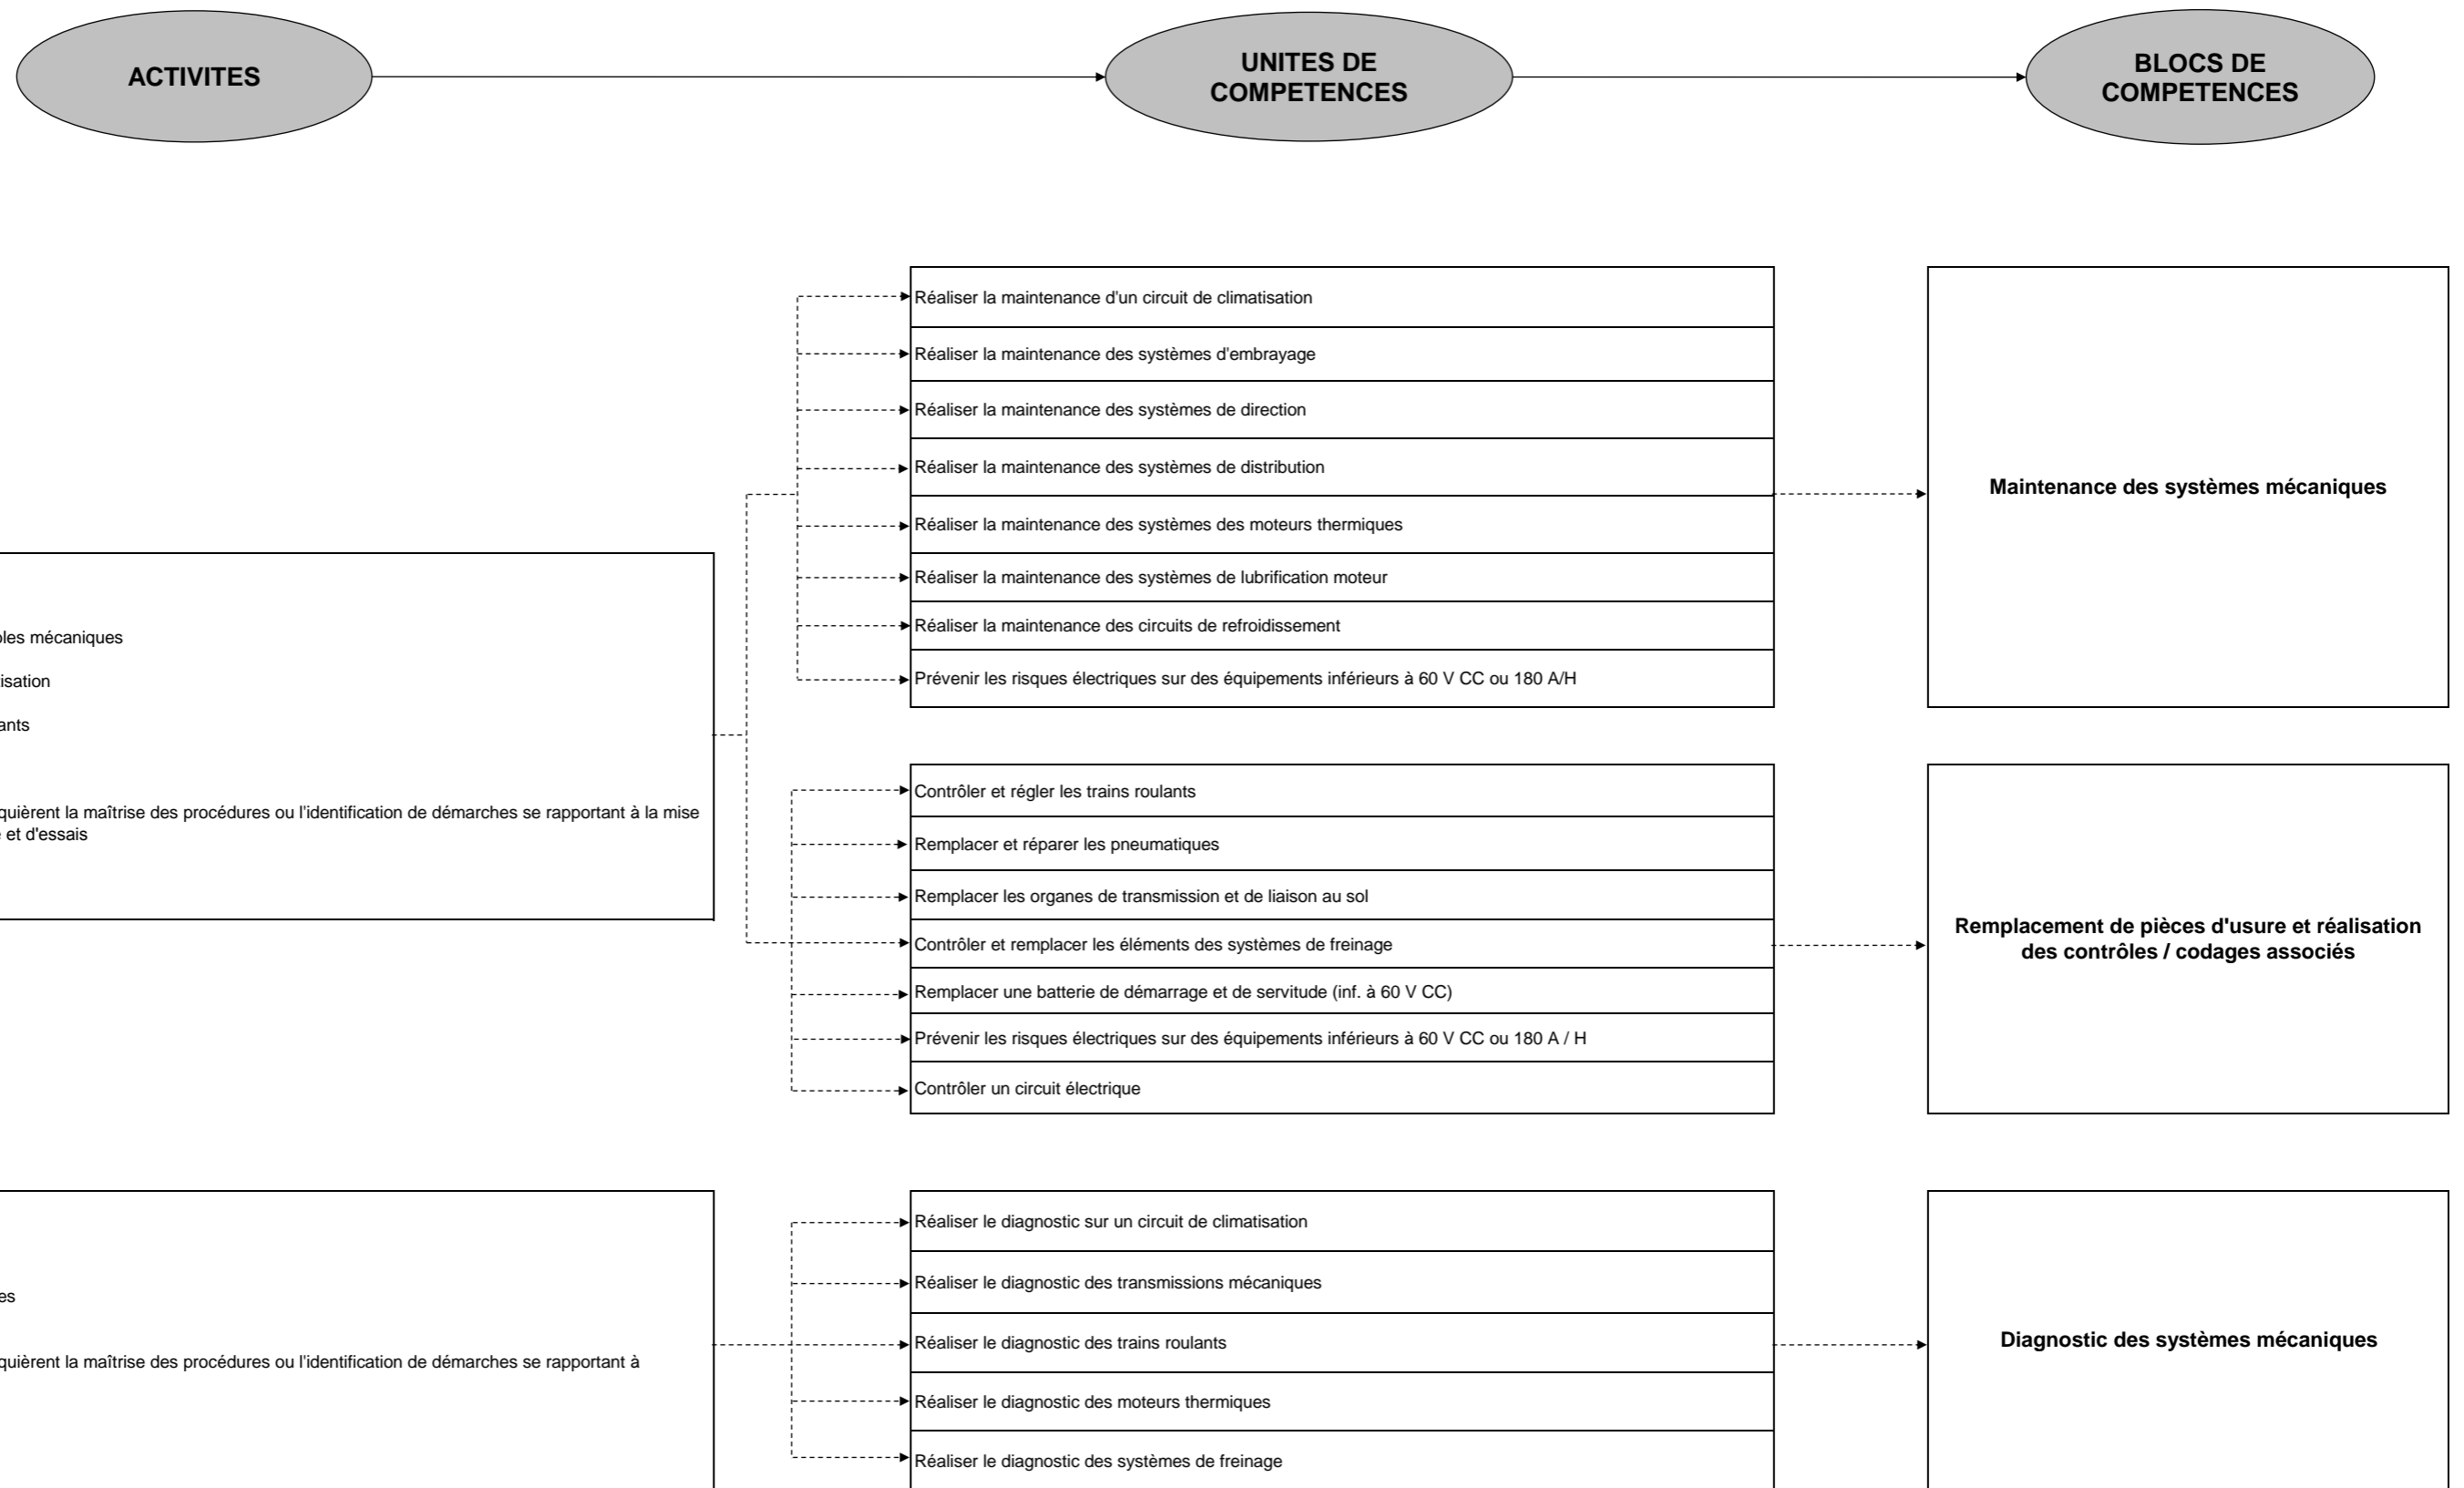 ACTIVITES
UNITES DE
COMPETENCES
BLOCS DE
COMPETENCES
Réaliser la maintenance d'un circuit de climatisation
Réaliser la maintenance des systèmes d'embrayage
Réaliser la maintenance des systèmes de direction
Réaliser la maintenance des systèmes de distribution
Réaliser la maintenance des systèmes des moteurs thermiques
Réaliser la maintenance des systèmes de lubrification moteur
Réaliser la maintenance des circuits de refroidissement
Prévenir les risques électriques sur des équipements inférieurs à 60 V CC ou 180 A/H
Maintenance des systèmes mécaniques
mécaniques
quièrent la maîtrise des procédures ou l'identification de démarches se rapportant à la mise
et d'essais
Contrôler et régler les trains roulants
Remplacer et réparer les pneumatiques
Remplacer les organes de transmission et de liaison au sol
Contrôler et remplacer les éléments des systèmes de freinage
Remplacer une batterie de démarrage et de servitude (inf. à 60 V CC)
Prévenir les risques électriques sur des équipements inférieurs à 60 V CC ou 180 A / H
Contrôler un circuit électrique
Remplacement de pièces d'usure et réalisation
des contrôles / codages associés
es
quièrent la maîtrise des procédures ou l'identification de démarches se rapportant à
Réaliser le diagnostic sur un circuit de climatisation
Réaliser le diagnostic des transmissions mécaniques
Réaliser le diagnostic des trains roulants
Réaliser le diagnostic des moteurs thermiques
Réaliser le diagnostic des systèmes de freinage
Diagnostic des systèmes mécaniques